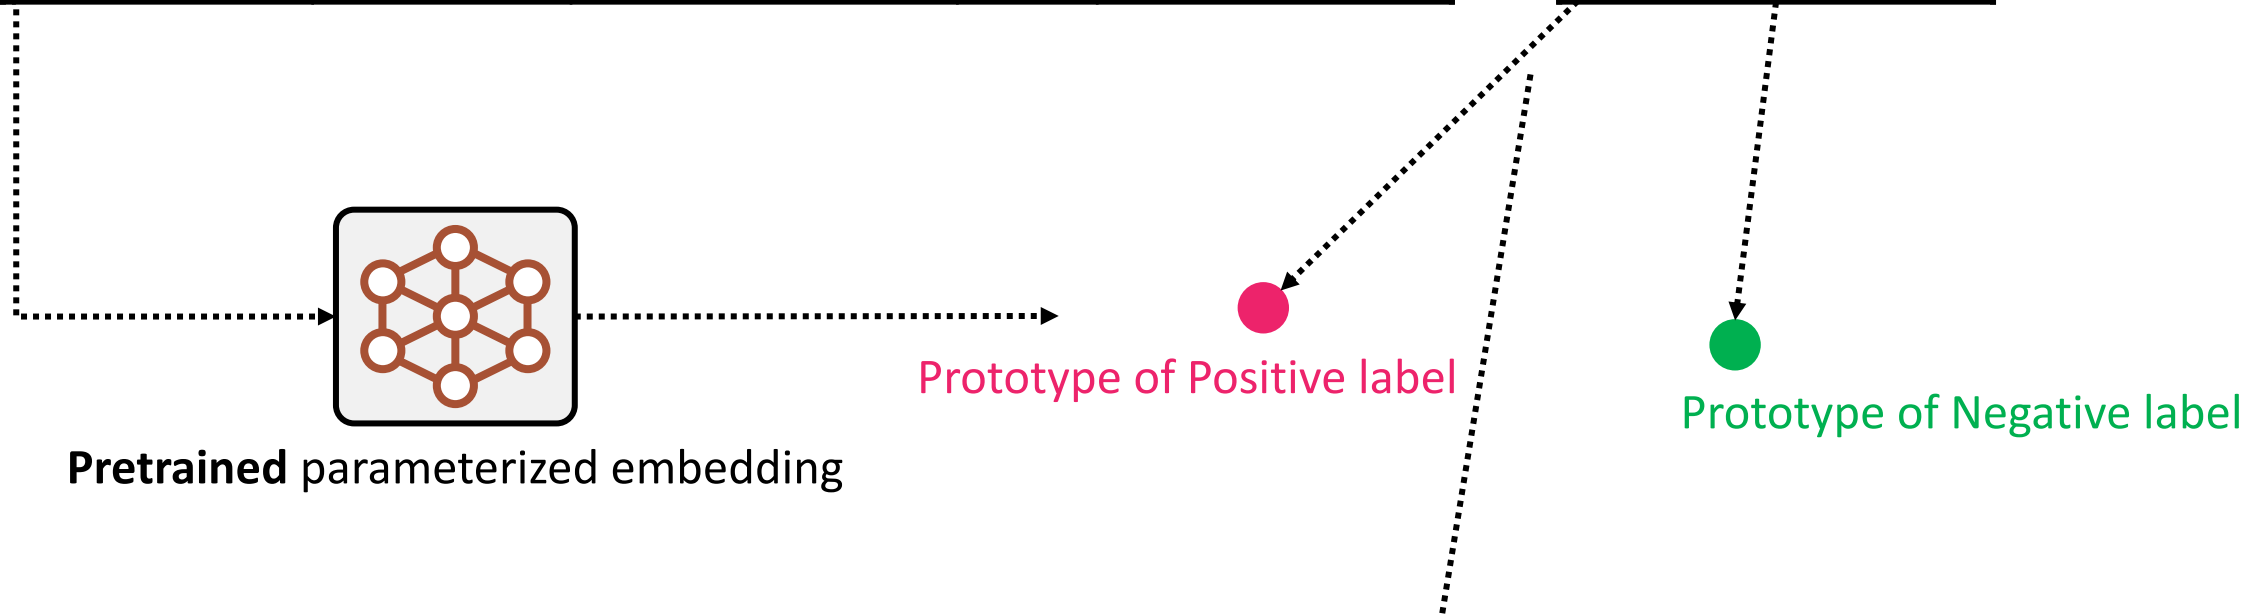 Prototype of Positive label
Prototype of Negative label
Pretrained parameterized embedding